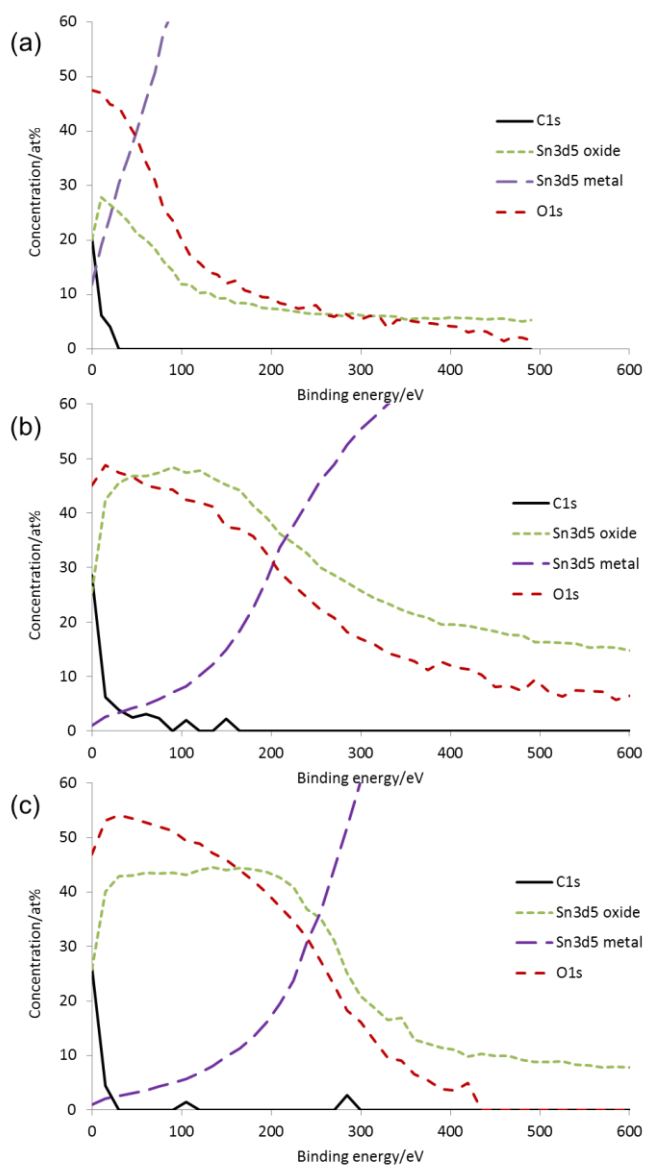 (a)
60
50
40
30
20
10
0
Concentration/at%
C1s
Sn3d5 oxide
Sn3d5 metal
O1s
0 100 200 300 400 500 600
Binding energy/eV
(b)
60
50
40
30
20
10
0
Concentration/at%
C1s
Sn3d5 oxide
Sn3d5 metal
O1s
0 100 200 300 400 500 600
Binding energy/eV
(c)
60
50
40
30
20
10
0
Concentration/at%
C1s
Sn3d5 oxide
Sn3d5 metal
O1s
0 100 200 300 400 500 600
Binding energy/eV